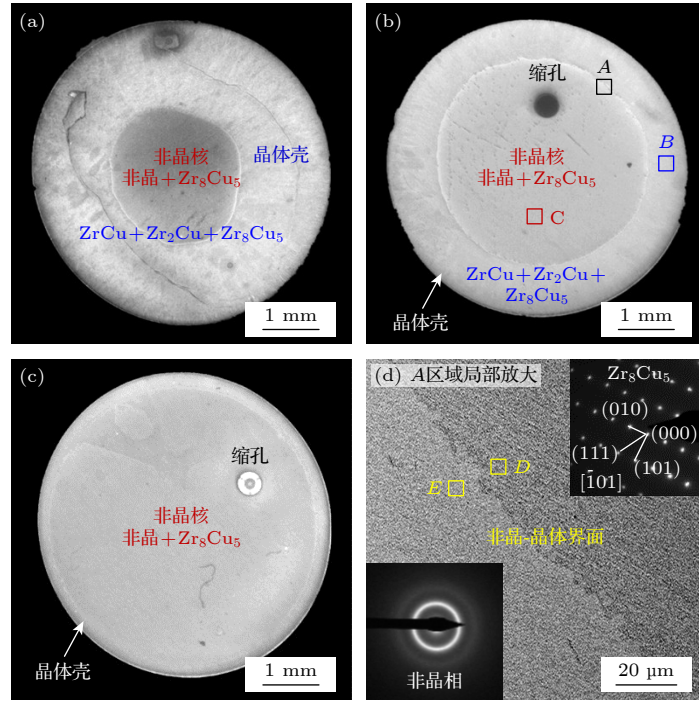 (a)
非晶核
非晶+Zr₈Cu₅
晶体壳
ZrCu+Zr₂Cu+Zr₈Cu₅
1 mm
(b)
缩孔
A
B
非晶核
非晶+Zr₈Cu₅
C
ZrCu+Zr₂Cu+
Zr₈Cu₅
晶体壳
1 mm
(c)
缩孔
非晶核
非晶+Zr₈Cu₅
晶体壳
1 mm
(d) A区域局部放大
Zr₈Cu₅
(010)
(000)
(111)
(101)
[1̄01]
D
E
非晶-晶体界面
非晶相
20 µm